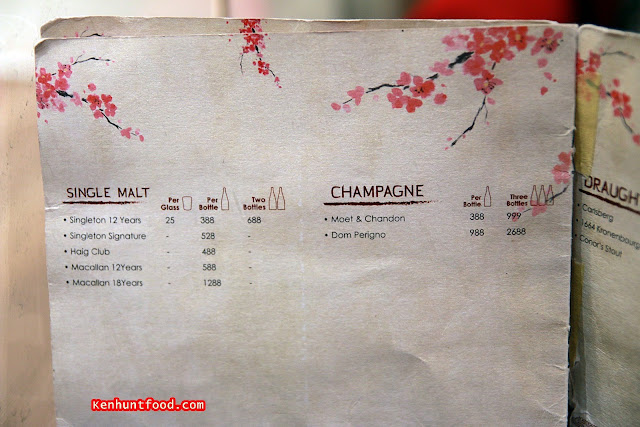 SINGLE MALT Per Glass Per Bottle Two Bottles
• Singleton 12 Years 25 388 688
• Singleton Signature - 528 -
• Haig Club - 488 -
• Macallan 12Years - 588 -
• Macallan 18Years - 1288 -
CHAMPAGNE Per Bottle Three Bottles
• Moet & Chandon 388 999
• Dom Perigno 988 2688
DRAUGHT
• Carlsberg
• 1664 Kronenbourg
• Conor's Stout
Kenhuntfood.com